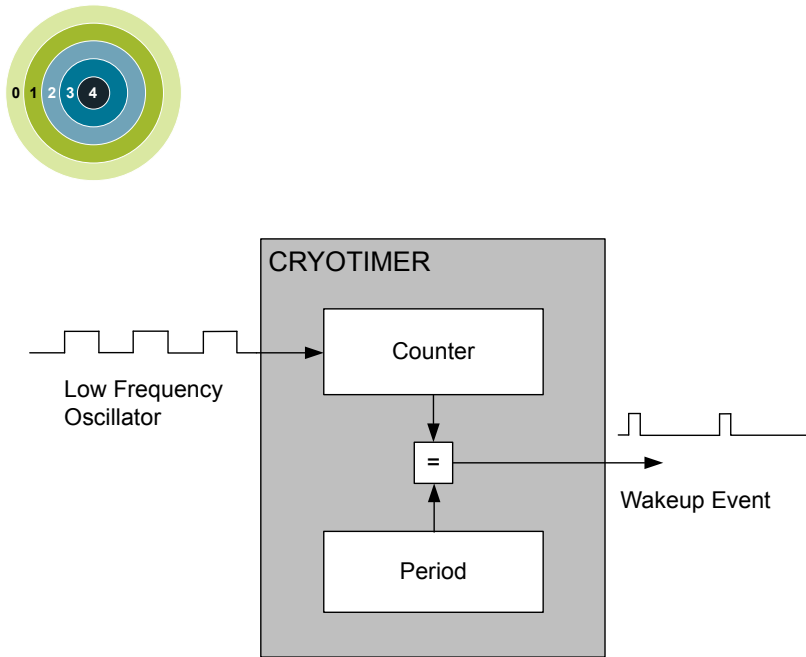 0 1 2 3 4
CRYOTIMER
Counter
Low Frequency
Oscillator
=
Wakeup Event
Period